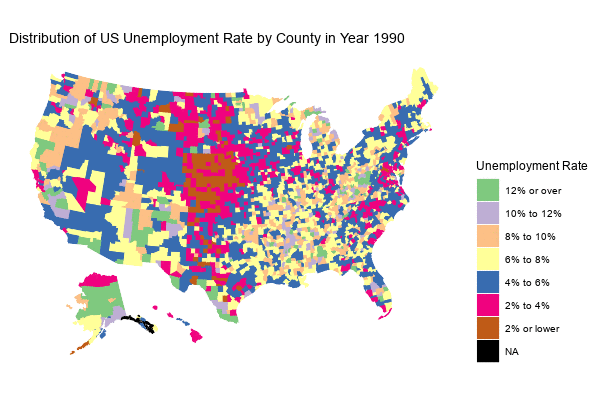 Distribution of US Unemployment Rate by County in Year 1990
Unemployment Rate
12% or over
10% to 12%
8% to 10%
6% to 8%
4% to 6%
2% to 4%
2% or lower
NA